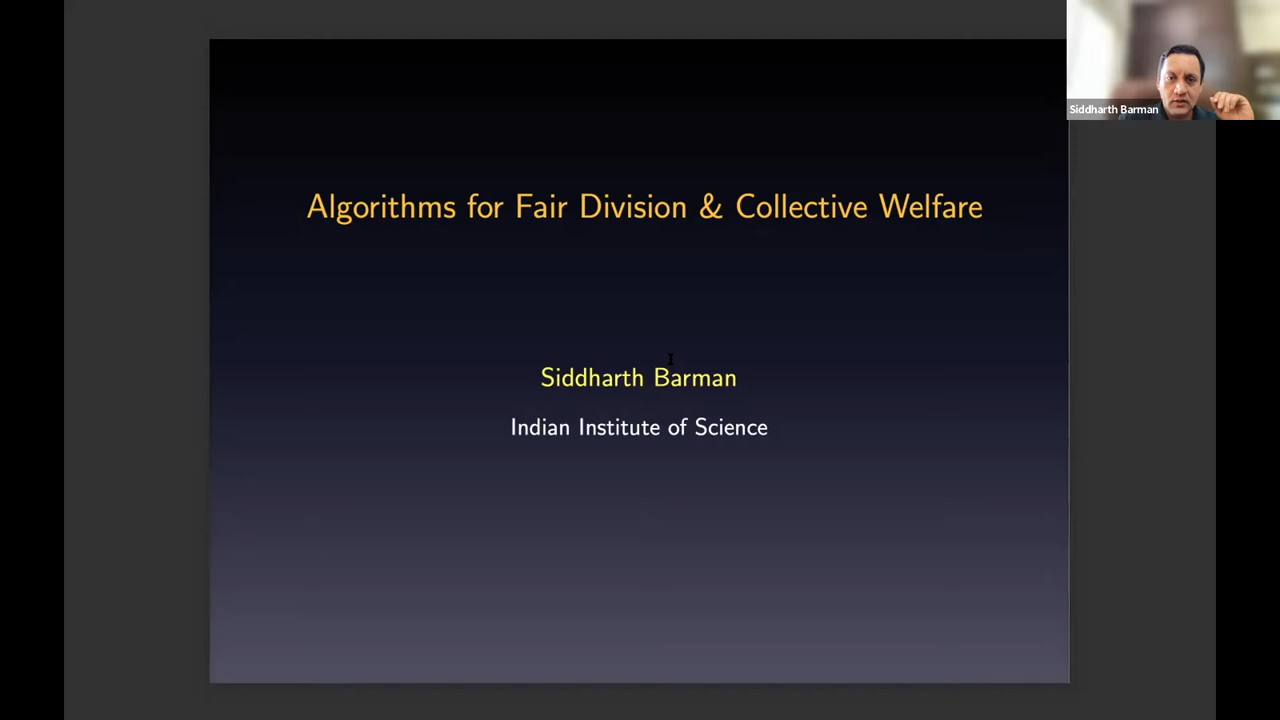 Siddharth Barman
Algorithms for Fair Division & Collective Welfare
Siddharth Barman
Indian Institute of Science